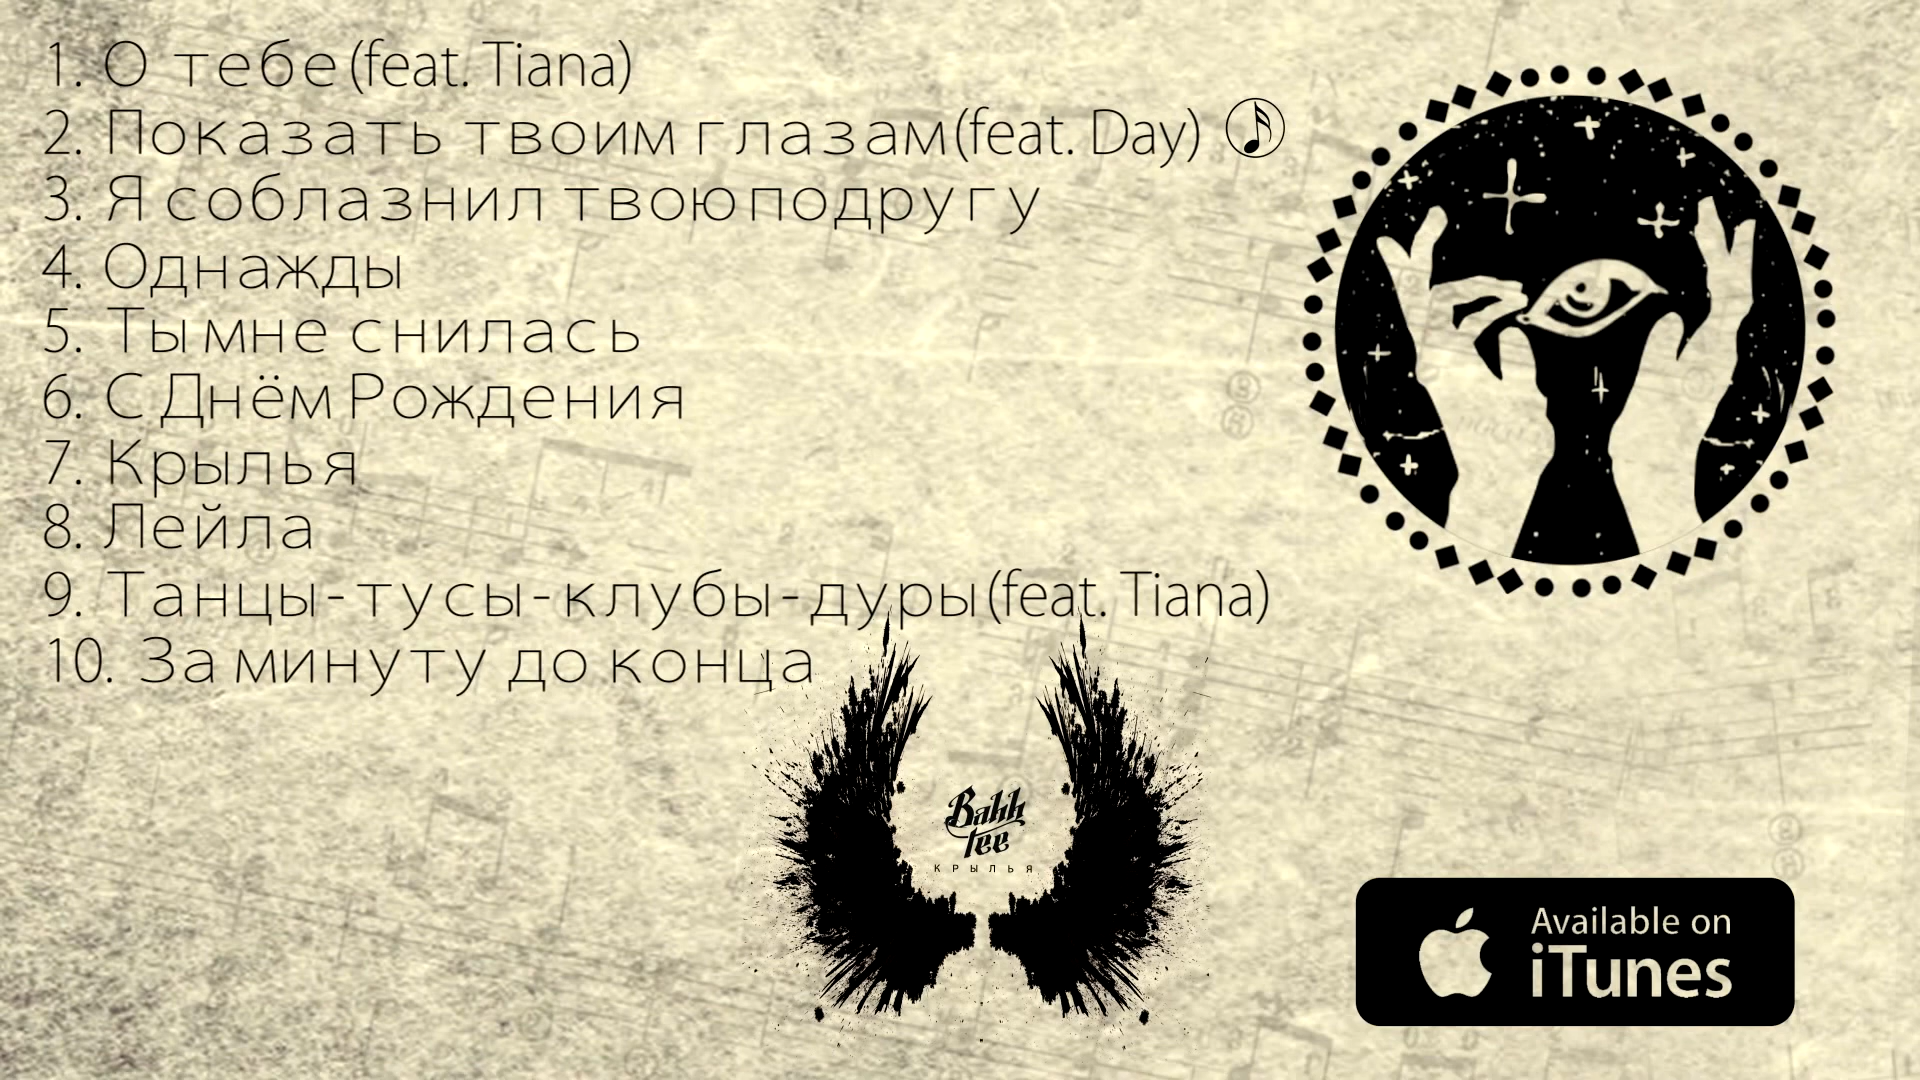 1. О тебе (feat. Tiana)
2. Показать твоим глазам (feat. Day)
3. Я соблазнил твою подругу
4. Однажды
5. Ты мне снилась
6. С Днём Рождения
7. Крылья
8. Лейла
9. Танцы-тусы-клубы-дуры (feat. Tiana)
10. За минуту до конца
Bahh
tee
КРЫЛЬЯ
Available on
iTunes